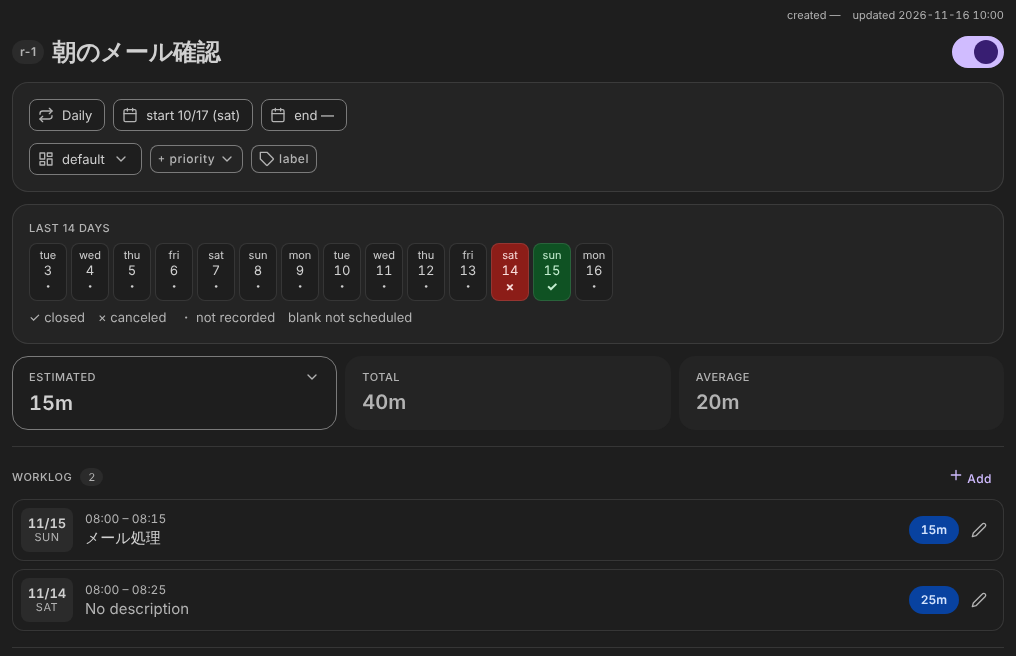 created — updated 2026-11-16 10:00
r-1 朝のメール確認
Daily start 10/17 (sat) end —
default + priority label
LAST 14 DAYS
tue wed thu fri sat sun mon tue wed thu fri sat sun mon
3 4 5 6 7 8 9 10 11 12 13 14 15 16
· · · · · · · · · · · × ✓ ·
✓ closed × canceled · not recorded blank not scheduled
ESTIMATED TOTAL AVERAGE
15m 40m 20m
WORKLOG 2 + Add
11/15 08:00 – 08:15
SUN メール処理 15m
11/14 08:00 – 08:25
SAT No description 25m